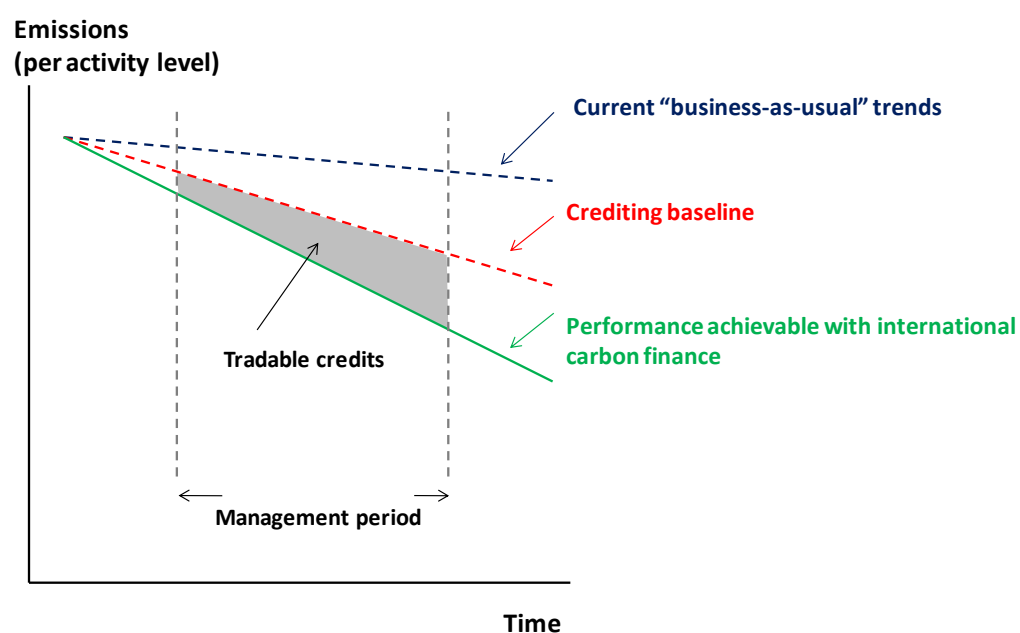 Emissions
(per activity level)
Current “business-as-usual” trends
Crediting baseline
Performance achievable with international
carbon finance
Tradable credits
Management period
Time